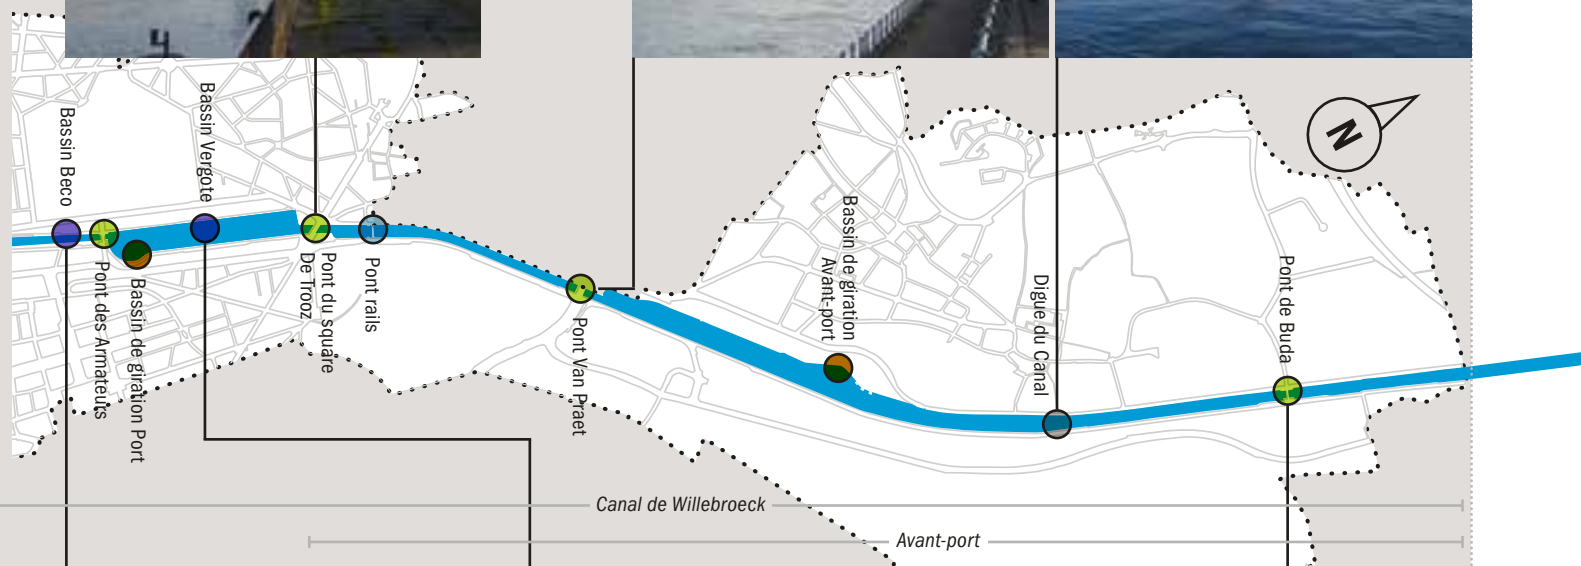 Bassin Beco
Pont des Armateurs
Bassin de giration Port
Bassin Vergote
Pont du square
De Trooz
Pont rails
Pont Van Praet
Bassin de giration
Avant-port
Digue du Canal
Pont de Buda
N
4
Canal de Willebroeck
Avant-port